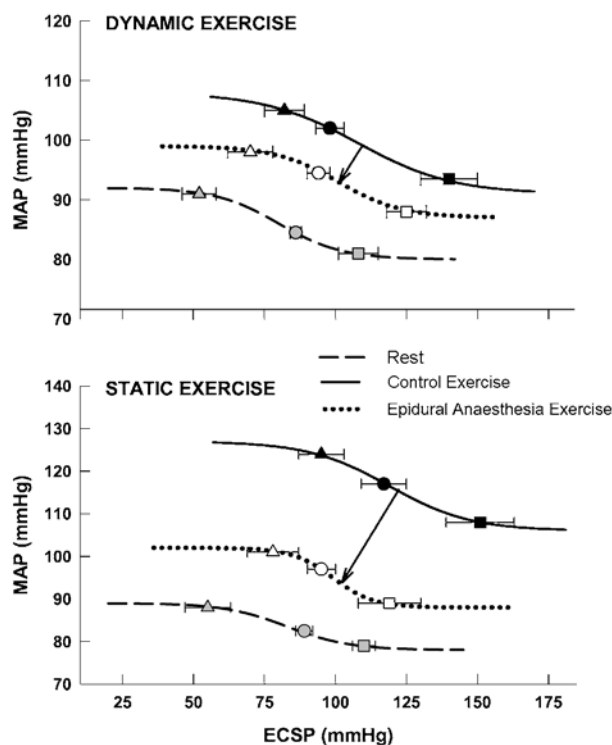 DYNAMIC EXERCISE
120
110
100
90
80
70
MAP (mmHg)
Rest
Control Exercise
Epidural Anaesthesia Exercise
STATIC EXERCISE
140
130
120
110
100
90
80
70
MAP (mmHg)
25 50 75 100 125 150 175
ECSP (mmHg)